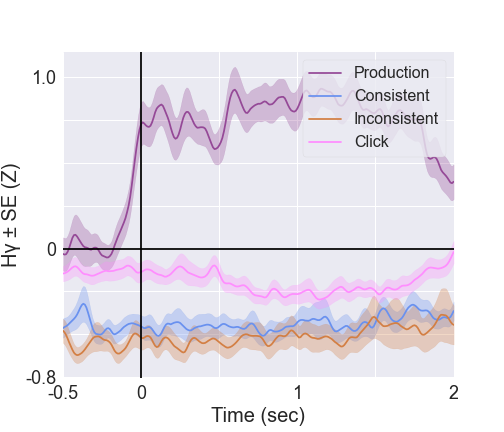 Hγ ± SE (Z)
1.0
0
-0.8
-0.5
0
1
2
Time (sec)
Production
Consistent
Inconsistent
Click